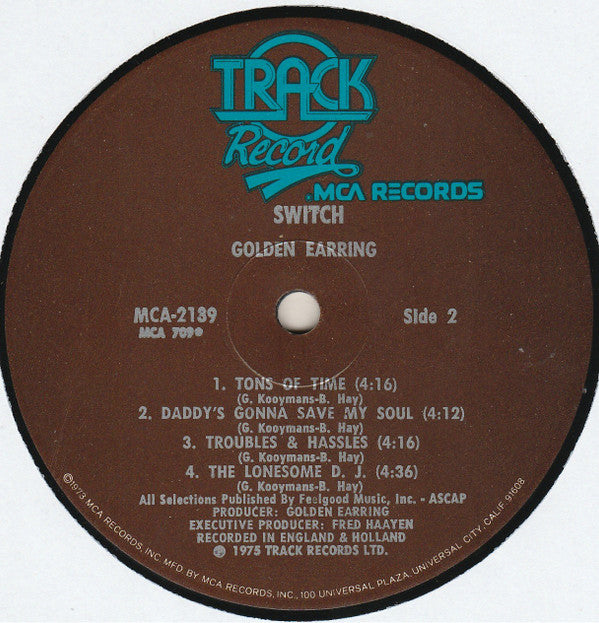 TRACK
Record
.MCA RECORDS
SWITCH
GOLDEN EARRING
MCA-2139 Side 2
MCA 709
1. TONS OF TIME (4:16)
(G. Kooymans-B. Hay)
2. DADDY'S GONNA SAVE MY SOUL (4:12)
(G. Kooymans-B. Hay)
3. TROUBLES & HASSLES (4:16)
(G. Kooymans-B. Hay)
4. THE LONESOME D. J. (4:36)
(G. Kooymans-B. Hay)
All Selections Published By Feelgood Music, Inc. - ASCAP
PRODUCER: GOLDEN EARRING
EXECUTIVE PRODUCER: FRED HAAYEN
RECORDED IN ENGLAND & HOLLAND
℗ 1975 TRACK RECORDS LTD.
©1973 MCA RECORDS, INC. MFD BY MCA RECORDS, INC., 100 UNIVERSAL PLAZA, UNIVERSAL CITY, CALIF. 91608